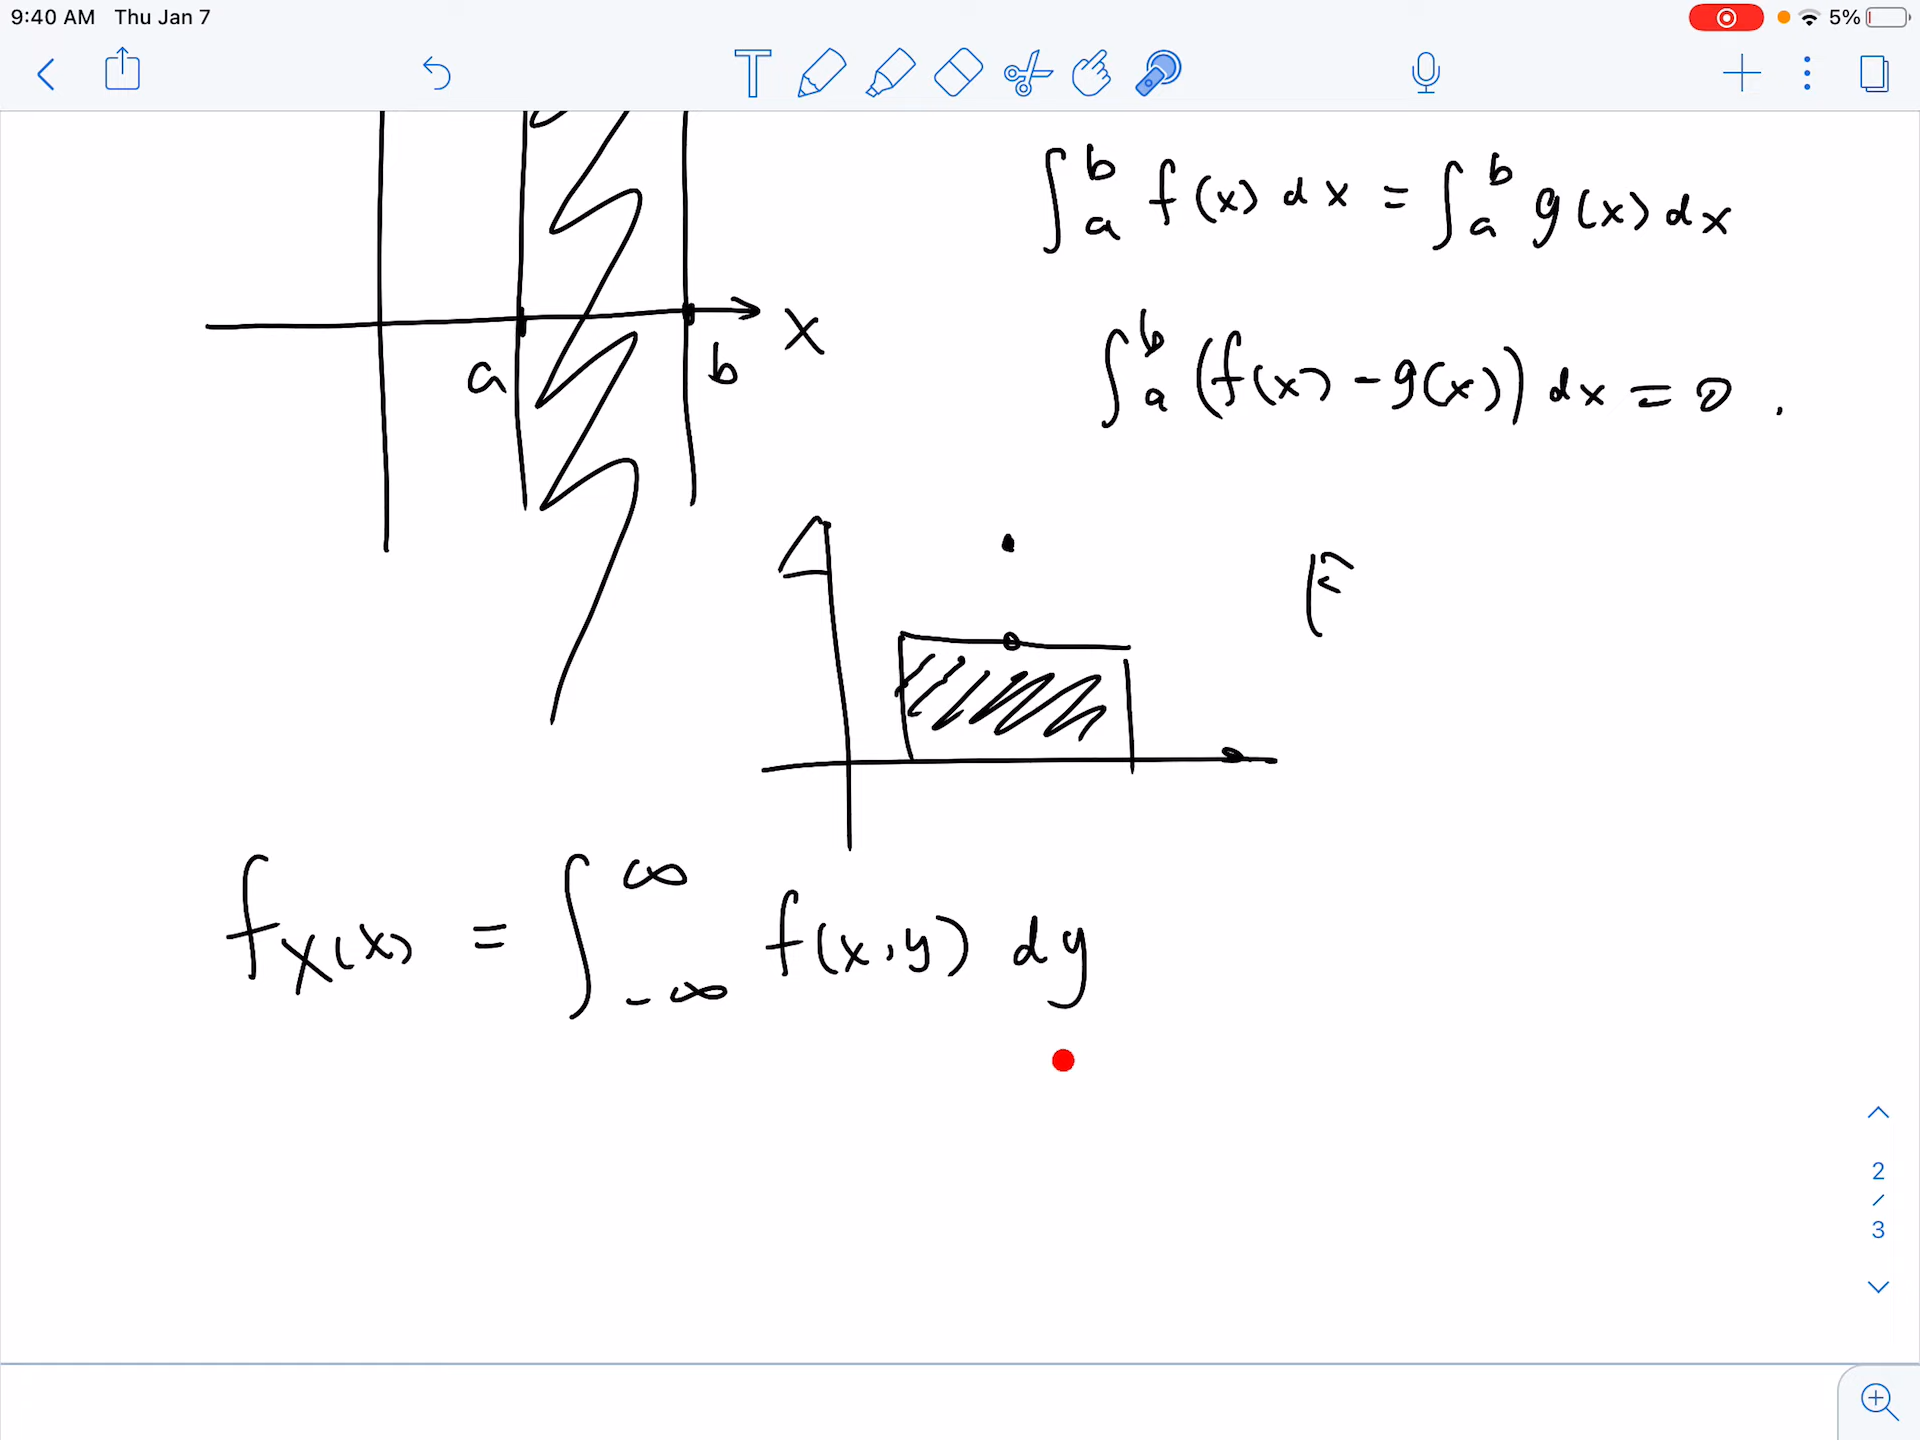 9:40 AM Thu Jan 7 5%
∫_a^b f(x) dx = ∫_a^b g(x) dx
a b x
∫_a^b (f(x) - g(x)) dx = 0 .
F
f_X(x) = ∫_{-∞}^{∞} f(x,y) dy
2
/
3